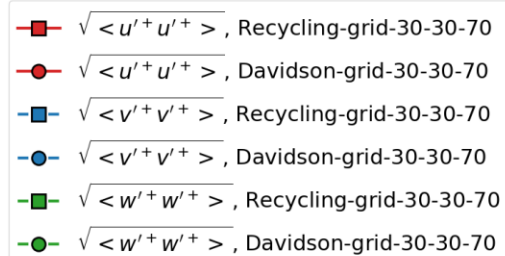 √<u′⁺u′⁺>, Recycling-grid-30-30-70
√<u′⁺u′⁺>, Davidson-grid-30-30-70
√<v′⁺v′⁺>, Recycling-grid-30-30-70
√<v′⁺v′⁺>, Davidson-grid-30-30-70
√<w′⁺w′⁺>, Recycling-grid-30-30-70
√<w′⁺w′⁺>, Davidson-grid-30-30-70